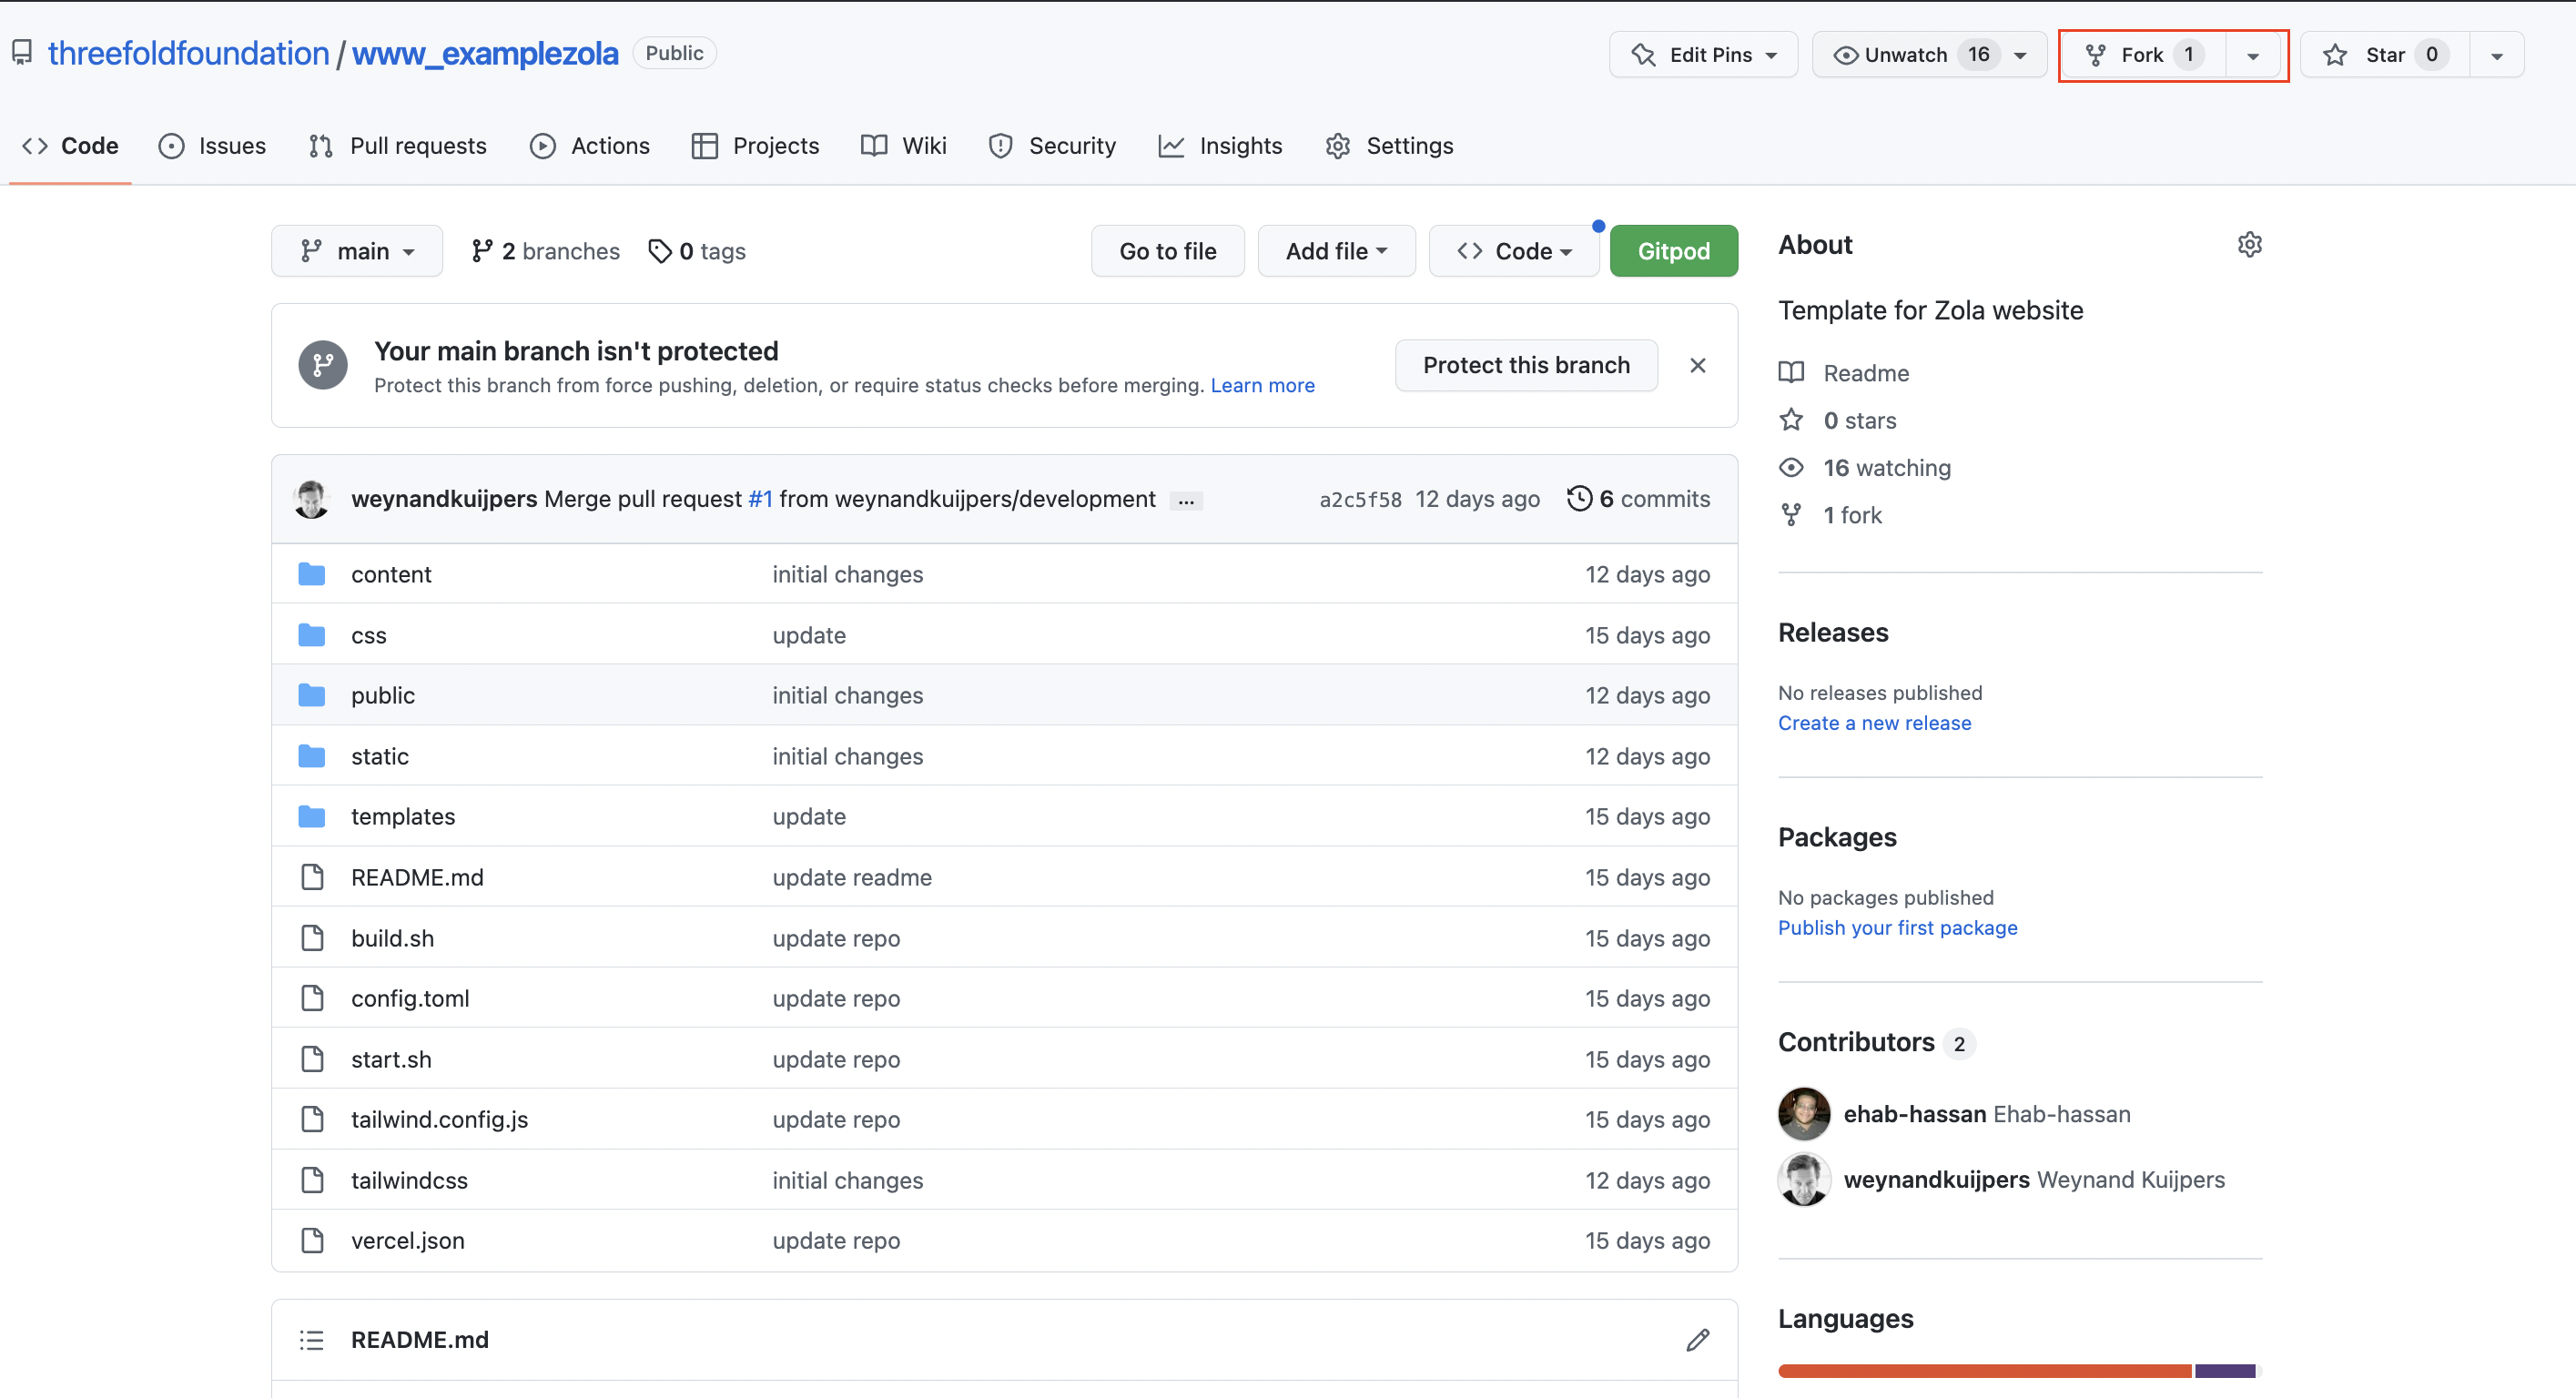 threefoldfoundation / www_examplezola Public Edit Pins Unwatch 16 Fork 1 Star 0
Code Issues Pull requests Actions Projects Wiki Security Insights Settings
main 2 branches 0 tags Go to file Add file Code Gitpod
Your main branch isn't protected
Protect this branch from force pushing, deletion, or require status checks before merging. Learn more
Protect this branch
weynandkuijpers Merge pull request #1 from weynandkuijpers/development ... a2c5f58 12 days ago 6 commits
content initial changes 12 days ago
css update 15 days ago
public initial changes 12 days ago
static initial changes 12 days ago
templates update 15 days ago
README.md update readme 15 days ago
build.sh update repo 15 days ago
config.toml update repo 15 days ago
start.sh update repo 15 days ago
tailwind.config.js update repo 15 days ago
tailwindcss initial changes 12 days ago
vercel.json update repo 15 days ago
README.md
About
Template for Zola website
Readme
0 stars
16 watching
1 fork
Releases
No releases published
Create a new release
Packages
No packages published
Publish your first package
Contributors 2
ehab-hassan Ehab-hassan
weynandkuijpers Weynand Kuijpers
Languages